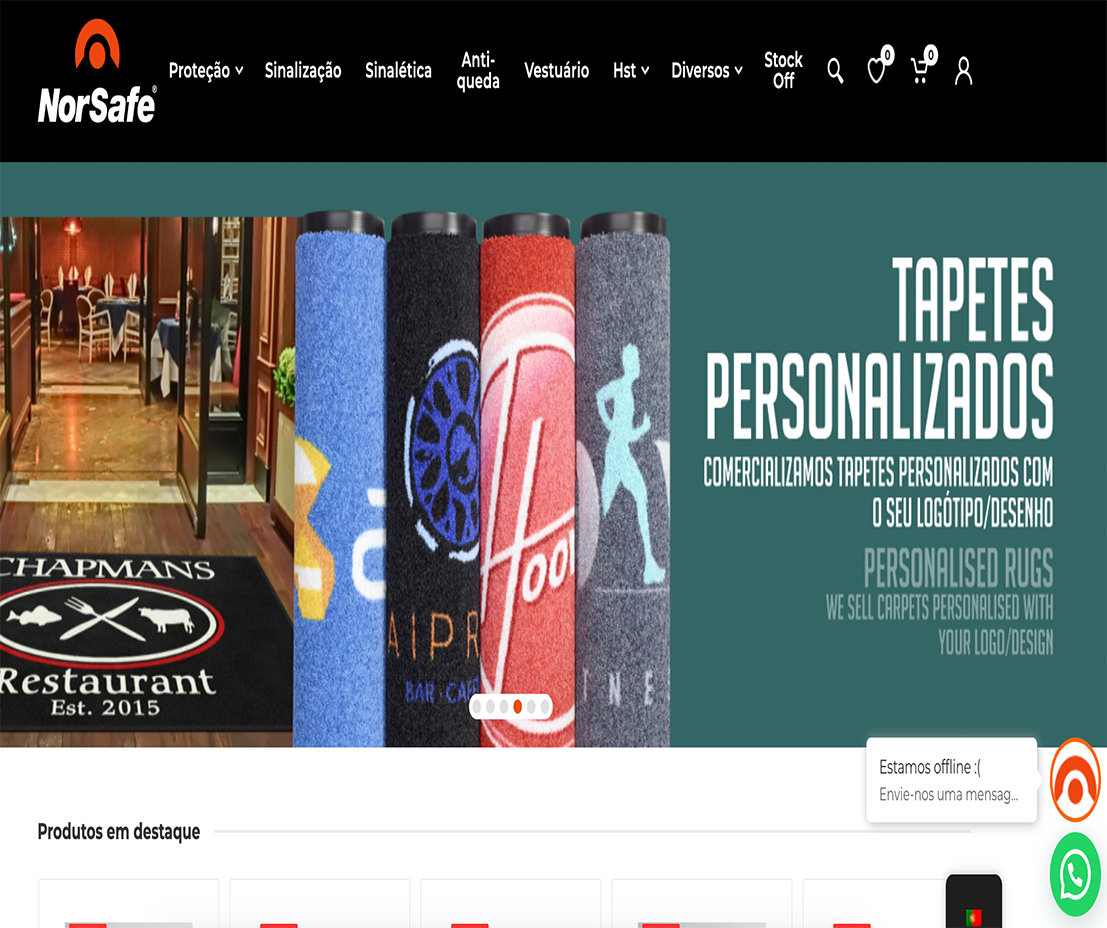 NorSafe®
Proteção
Sinalização
Sinalética
Anti-
queda
Vestuário
Hst
Diversos
Stock
Off
0
0
TAPETES
PERSONALIZADOS
COMERCIALIZAMOS TAPETES PERSONALIZADOS COM
O SEU LOGÓTIPO/DESENHO
PERSONALISED RUGS
WE SELL CARPETS PERSONALISED WITH
YOUR LOGO/DESIGN
CHAPMANS
Restaurant
Est. 2015
AIPR
BAR · CAFE
Hoo
NE
Estamos offline :(
Envie-nos uma mensag...
Produtos em destaque